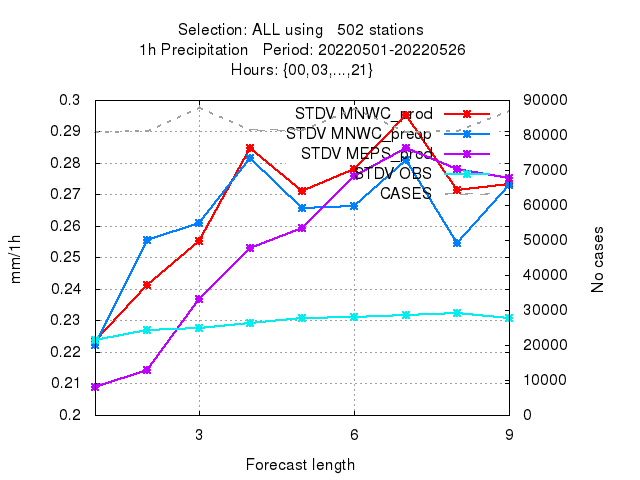 Selection: ALL using   502 stations
1h Precipitation   Period: 20220501-20220526
Hours: {00,03,...,21}
0.3
0.29
0.28
0.27
0.26
0.25
0.24
0.23
0.22
0.21
0.2
mm/1h
STDV MNWC_prod
STDV MNWC_preop
STDV MEPS_prod
STDV OBS
CASES
90000
80000
70000
60000
50000
40000
30000
20000
10000
0
No cases
3 6 9
Forecast length